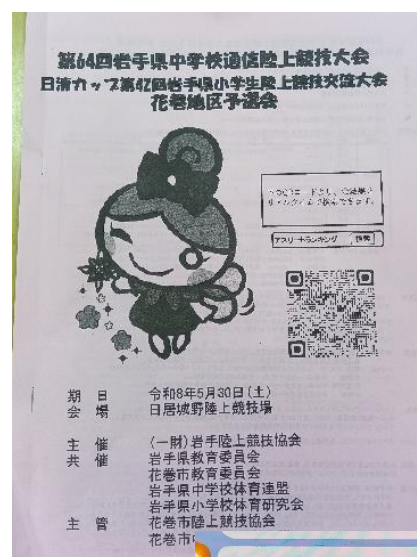 第64回岩手県中学校通信陸上競技大会
日清カップ第42回岩手県小学生陸上競技交流大会
花巻地区予選会
アスリートランキング 検索
期 日 令和8年5月30日(土)
会 場 日居城野陸上競技場
主 催 (一財)岩手陸上競技協会
共 催 岩手県教育委員会
花巻市教育委員会
岩手県中学校体育連盟
岩手県小学校体育研究会
主 管 花巻市陸上競技協会
花巻市